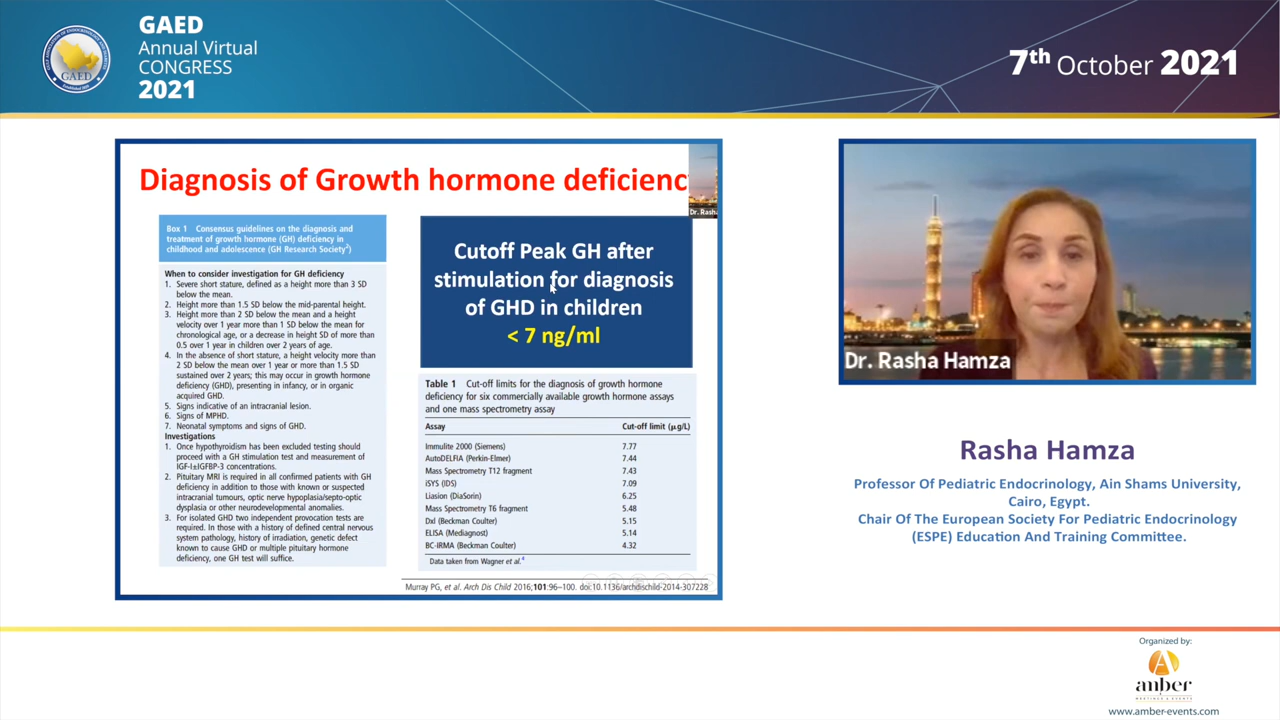 GAED
Annual Virtual
CONGRESS
2021
GAED
7th October 2021
Diagnosis of Growth hormone deficienc
Dr. Rash
Box 1 Consensus guidelines on the diagnosis and
treatment of growth hormone (GH) deficiency in
childhood and adolescence (GH Research Society³)
When to consider investigation for GH deficiency
1. Severe short stature, defined as a height more than 3 SD
below the mean.
2. Height more than 1.5 SD below the mid-parental height.
3. Height more than 2 SD below the mean and a height
velocity over 1 year more than 1 SD below the mean for
chronological age, or a decrease in height SD of more than
0.5 over 1 year in children over 2 years of age.
4. In the absence of short stature, a height velocity more than
2 SD below the mean over 1 year or more than 1.5 SD
sustained over 2 years; this may occur in growth hormone
deficiency (GHD), presenting in infancy, or in organic
acquired GHD.
5. Signs indicative of an intracranial lesion.
6. Signs of MPHD.
7. Neonatal symptoms and signs of GHD.
Investigations
1. Once hypothyroidism has been excluded testing should
proceed with a GH stimulation test and measurement of
IGF-I±IGFBP-3 concentrations.
2. Pituitary MRI is required in all confirmed patients with GH
deficiency in addition to those with known or suspected
intracranial tumours, optic nerve hypoplasia/septo-optic
dysplasia or other neurodevelopmental anomalies.
3. For isolated GHD two independent provocation tests are
required. In those with a history of defined central nervous
system pathology, history of irradiation, genetic defect
known to cause GHD or multiple pituitary hormone
deficiency, one GH test will suffice.
Cutoff Peak GH after
stimulation for diagnosis
of GHD in children
< 7 ng/ml
Table 1 Cut-off limits for the diagnosis of growth hormone
deficiency for six commercially available growth hormone assays
and one mass spectrometry assay
Assay Cut-off limit (µg/L)
Immulite 2000 (Siemens) 7.77
AutoDELFIA (Perkin-Elmer) 7.44
Mass Spectrometry T12 fragment 7.43
iSYS (IDS) 7.09
Liasion (DiaSorin) 6.25
Mass Spectrometry T6 fragment 5.48
DxI (Beckman Coulter) 5.15
ELISA (Mediagnost) 5.14
BC-IRMA (Beckman Coulter) 4.32
Data taken from Wagner et al.⁴
Murray PG, et al. Arch Dis Child 2016;101:96–100. doi:10.1136/archdischild-2014-307228
Dr. Rasha Hamza
Rasha Hamza
Professor Of Pediatric Endocrinology, Ain Shams University,
Cairo, Egypt.
Chair Of The European Society For Pediatric Endocrinology
(ESPE) Education And Training Committee.
Organized by:
anber
www.amber-events.com